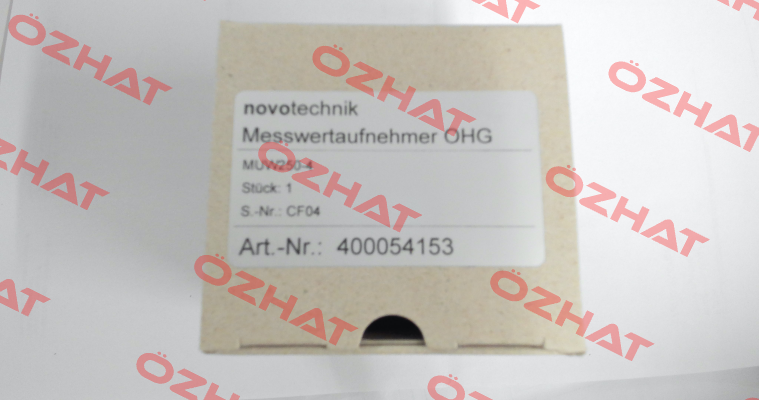 novotechnik
Messwertaufnehmer OHG
MUW250-4
Stück: 1
S.-Nr.: CF04
Art.-Nr.: 400054153
ÖZHAT
ÖZHAT
ÖZHAT
ÖZHAT
ÖZHAT
ÖZHAT
ÖZHAT
ÖZHAT
ÖZHAT
ÖZHAT